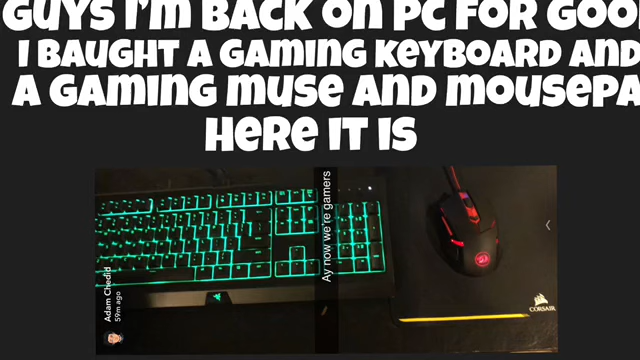 GUYS I'M BACK ON PC FOR GOO
I BAUGHT A GAMING KEYBOARD AND
A GAMING MUSE AND MOUSEPA
HERE IT IS
Ay now we're gamers
Adam Chedid
59m ago
CORSAIR